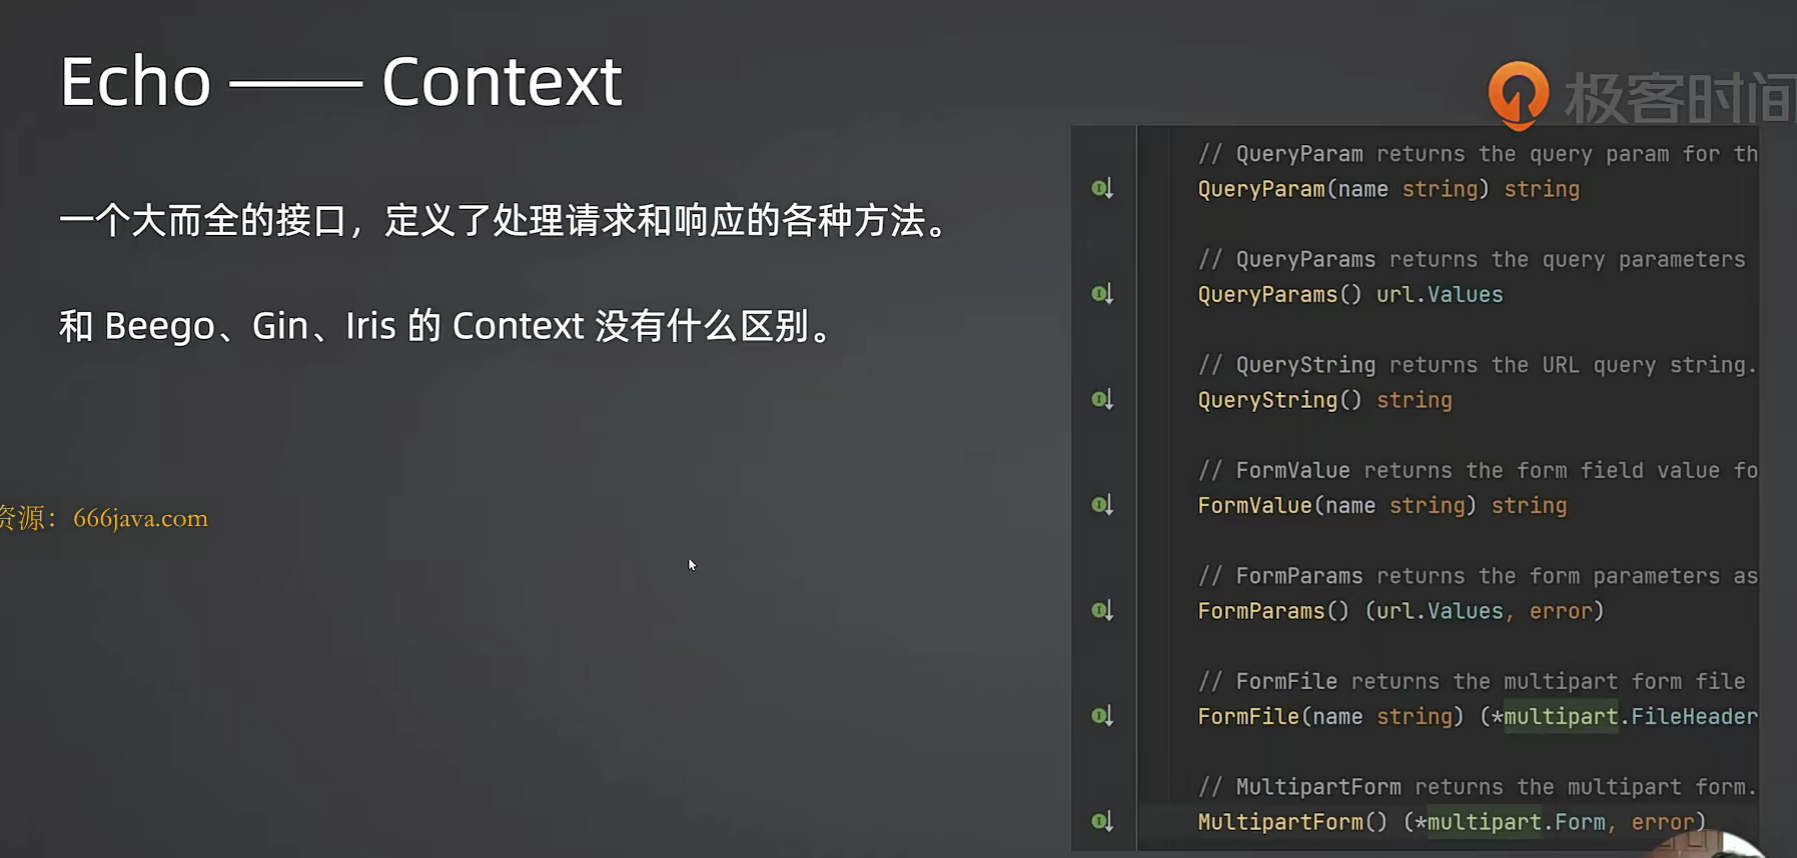 Echo —— Context
极客时间
一个大而全的接口，定义了处理请求和响应的各种方法。
和 Beego、Gin、Iris 的 Context 没有什么区别。
资源：666java.com
// QueryParam returns the query param for th
QueryParam(name string) string
// QueryParams returns the query parameters
QueryParams() url.Values
// QueryString returns the URL query string.
QueryString() string
// FormValue returns the form field value fo
FormValue(name string) string
// FormParams returns the form parameters as
FormParams() (url.Values, error)
// FormFile returns the multipart form file
FormFile(name string) (*multipart.FileHeader
// MultipartForm returns the multipart form.
MultipartForm() (*multipart.Form, error)